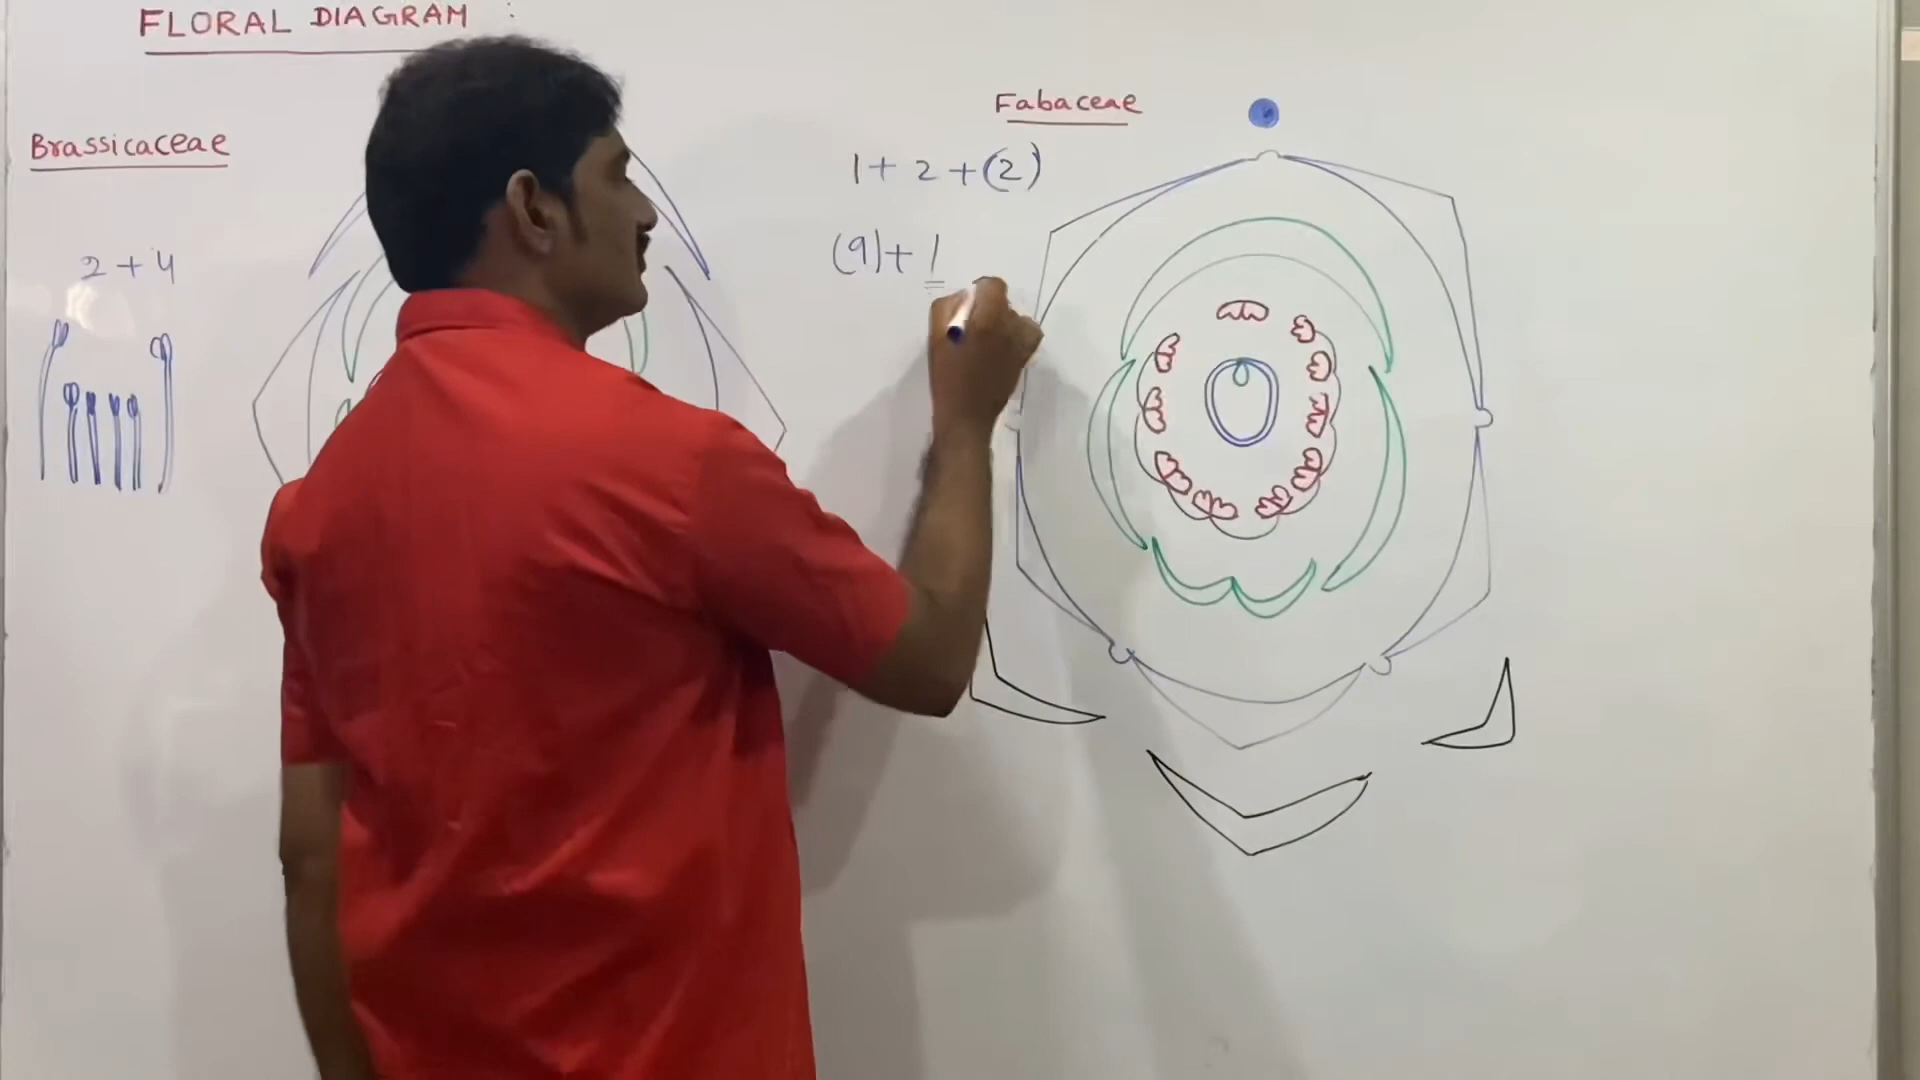 FLORAL DIAGRAM :
Brassicaceae
2 + 4
Fabaceae
1 + 2 + (2)
(9) + 1